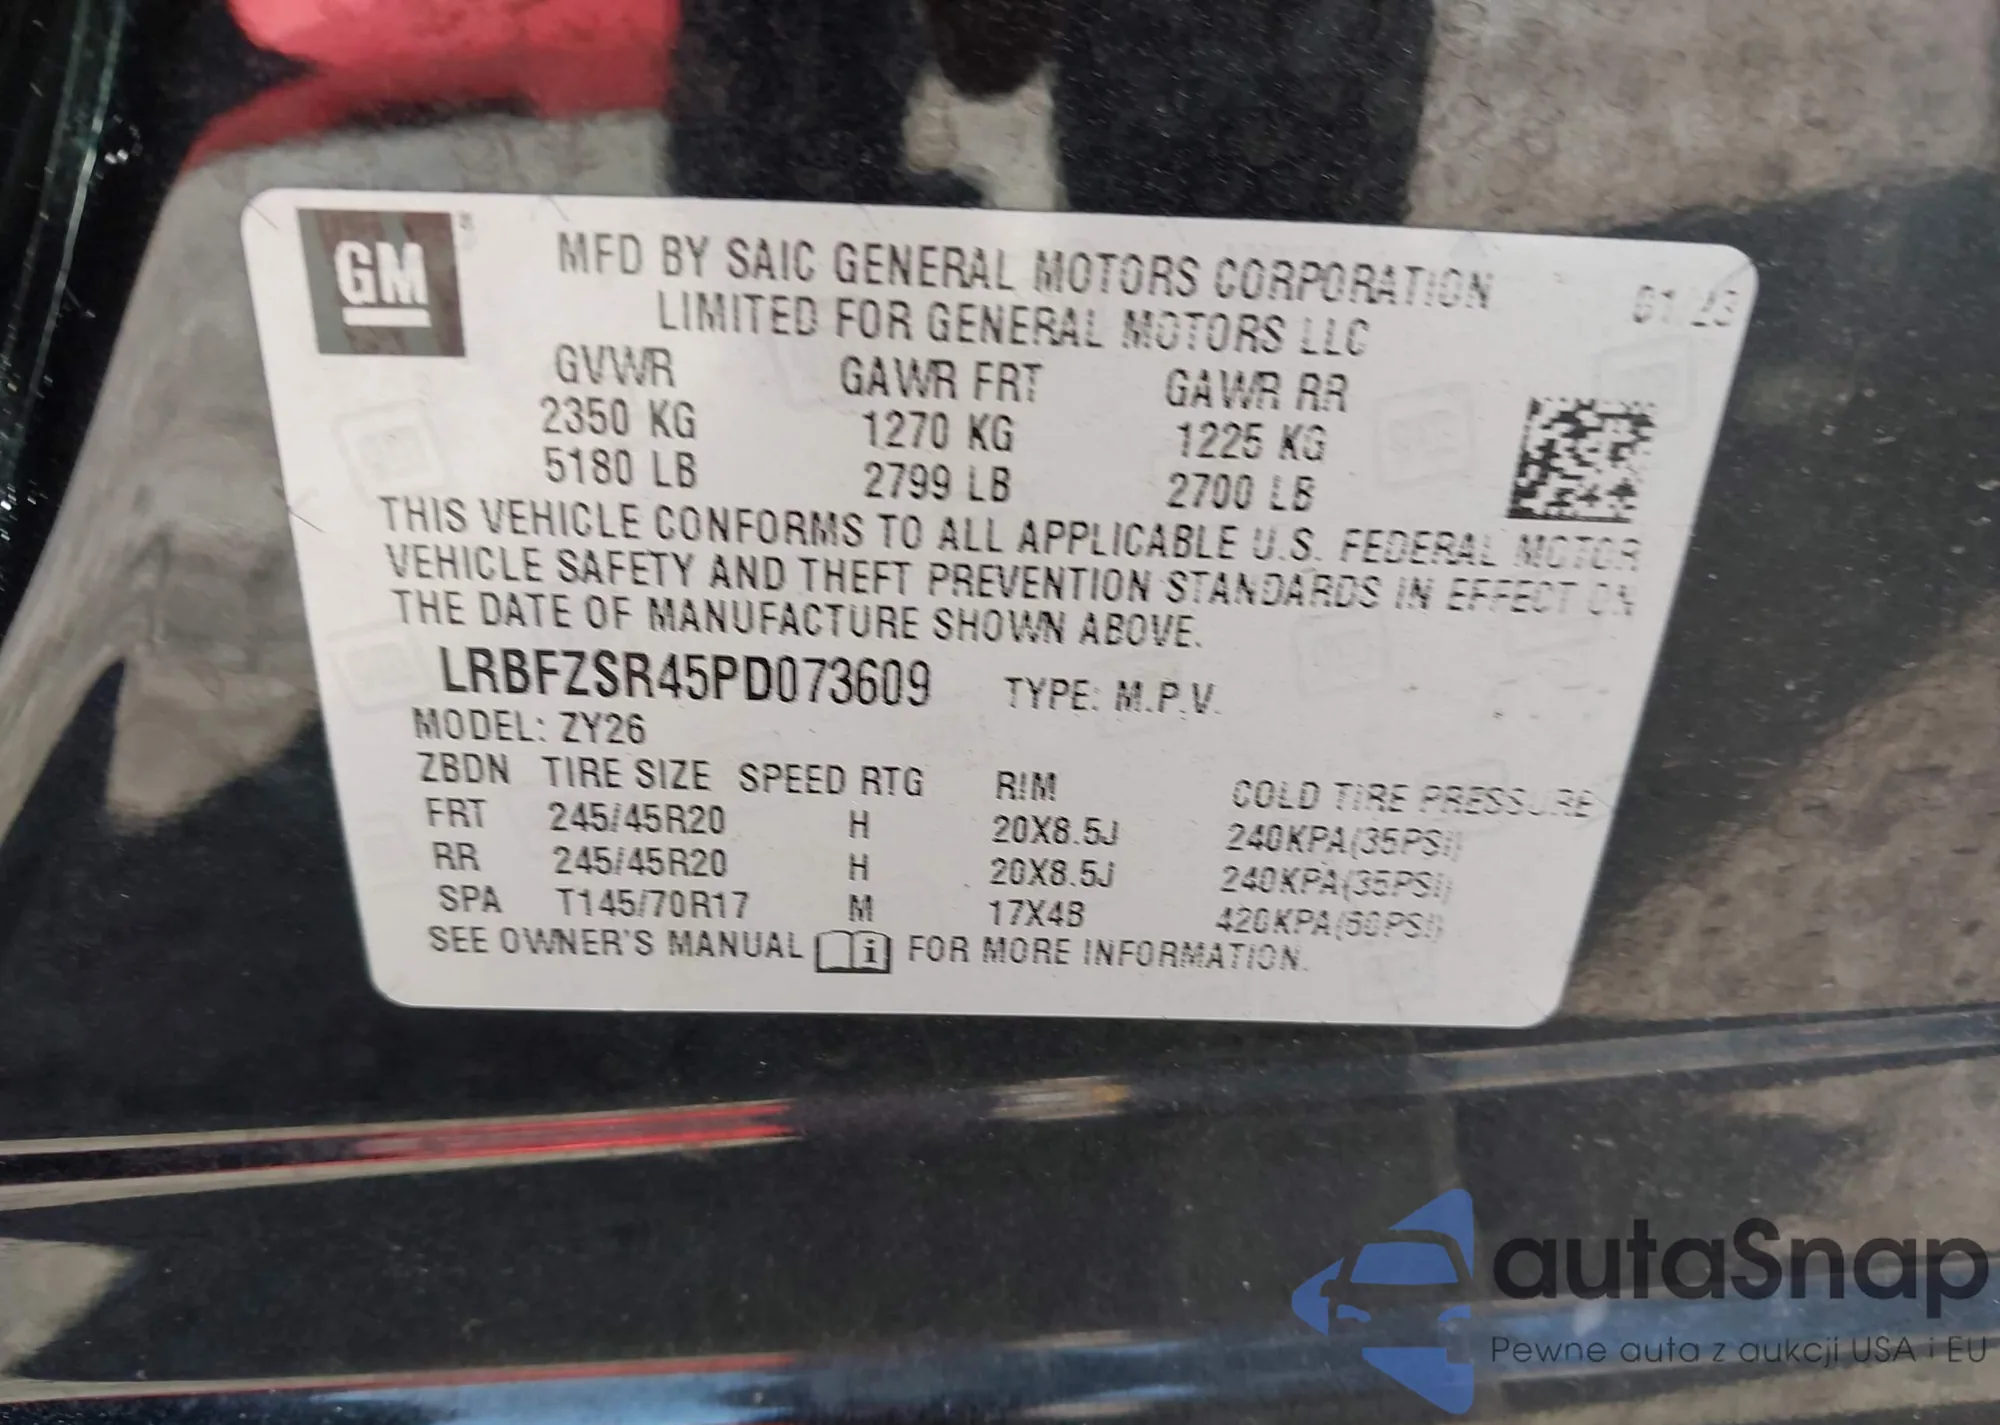 GM ®
MFD BY SAIC GENERAL MOTORS CORPORATION
01/23
LIMITED FOR GENERAL MOTORS LLC
GVWR GAWR FRT GAWR RR
2350 KG 1270 KG 1225 KG
5180 LB 2799 LB 2700 LB
THIS VEHICLE CONFORMS TO ALL APPLICABLE U.S. FEDERAL MOTOR
VEHICLE SAFETY AND THEFT PREVENTION STANDARDS IN EFFECT ON
THE DATE OF MANUFACTURE SHOWN ABOVE.
LRBFZSR45PD073609 TYPE: M.P.V.
MODEL: ZY26
ZBDN TIRE SIZE SPEED RTG RIM COLD TIRE PRESSURE
FRT 245/45R20 H 20X8.5J 240KPA(35PSI)
RR 245/45R20 H 20X8.5J 240KPA(35PSI)
SPA T145/70R17 M 17X4B 420KPA(60PSI)
SEE OWNER'S MANUAL i FOR MORE INFORMATION.
autaSnap
Pewne auta z aukcji USA i EU